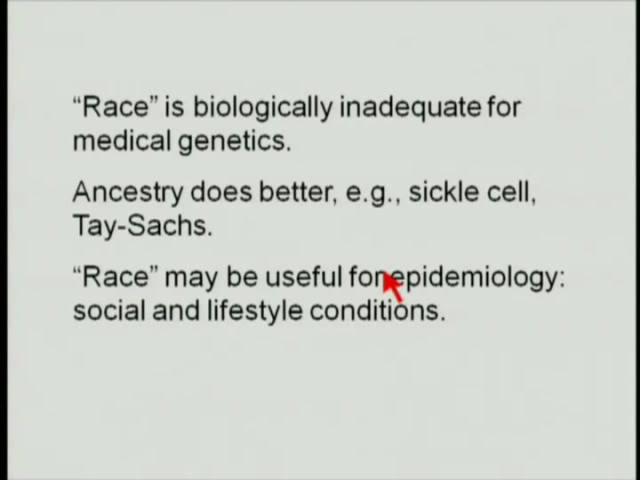 “Race” is biologically inadequate for
medical genetics.
Ancestry does better, e.g., sickle cell,
Tay-Sachs.
“Race” may be useful for epidemiology:
social and lifestyle conditions.